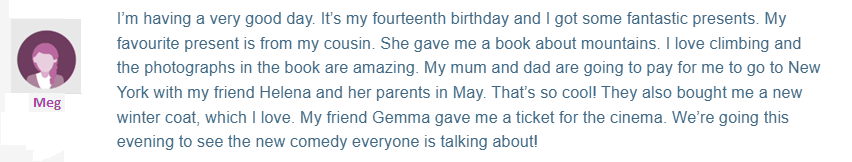 I'm having a very good day. It's my fourteenth birthday and I got some fantastic presents. My
favourite present is from my cousin. She gave me a book about mountains. I love climbing and
the photographs in the book are amazing. My mum and dad are going to pay for me to go to New
York with my friend Helena and her parents in May. That's so cool! They also bought me a new
winter coat, which I love. My friend Gemma gave me a ticket for the cinema. We're going this
evening to see the new comedy everyone is talking about!
Meg